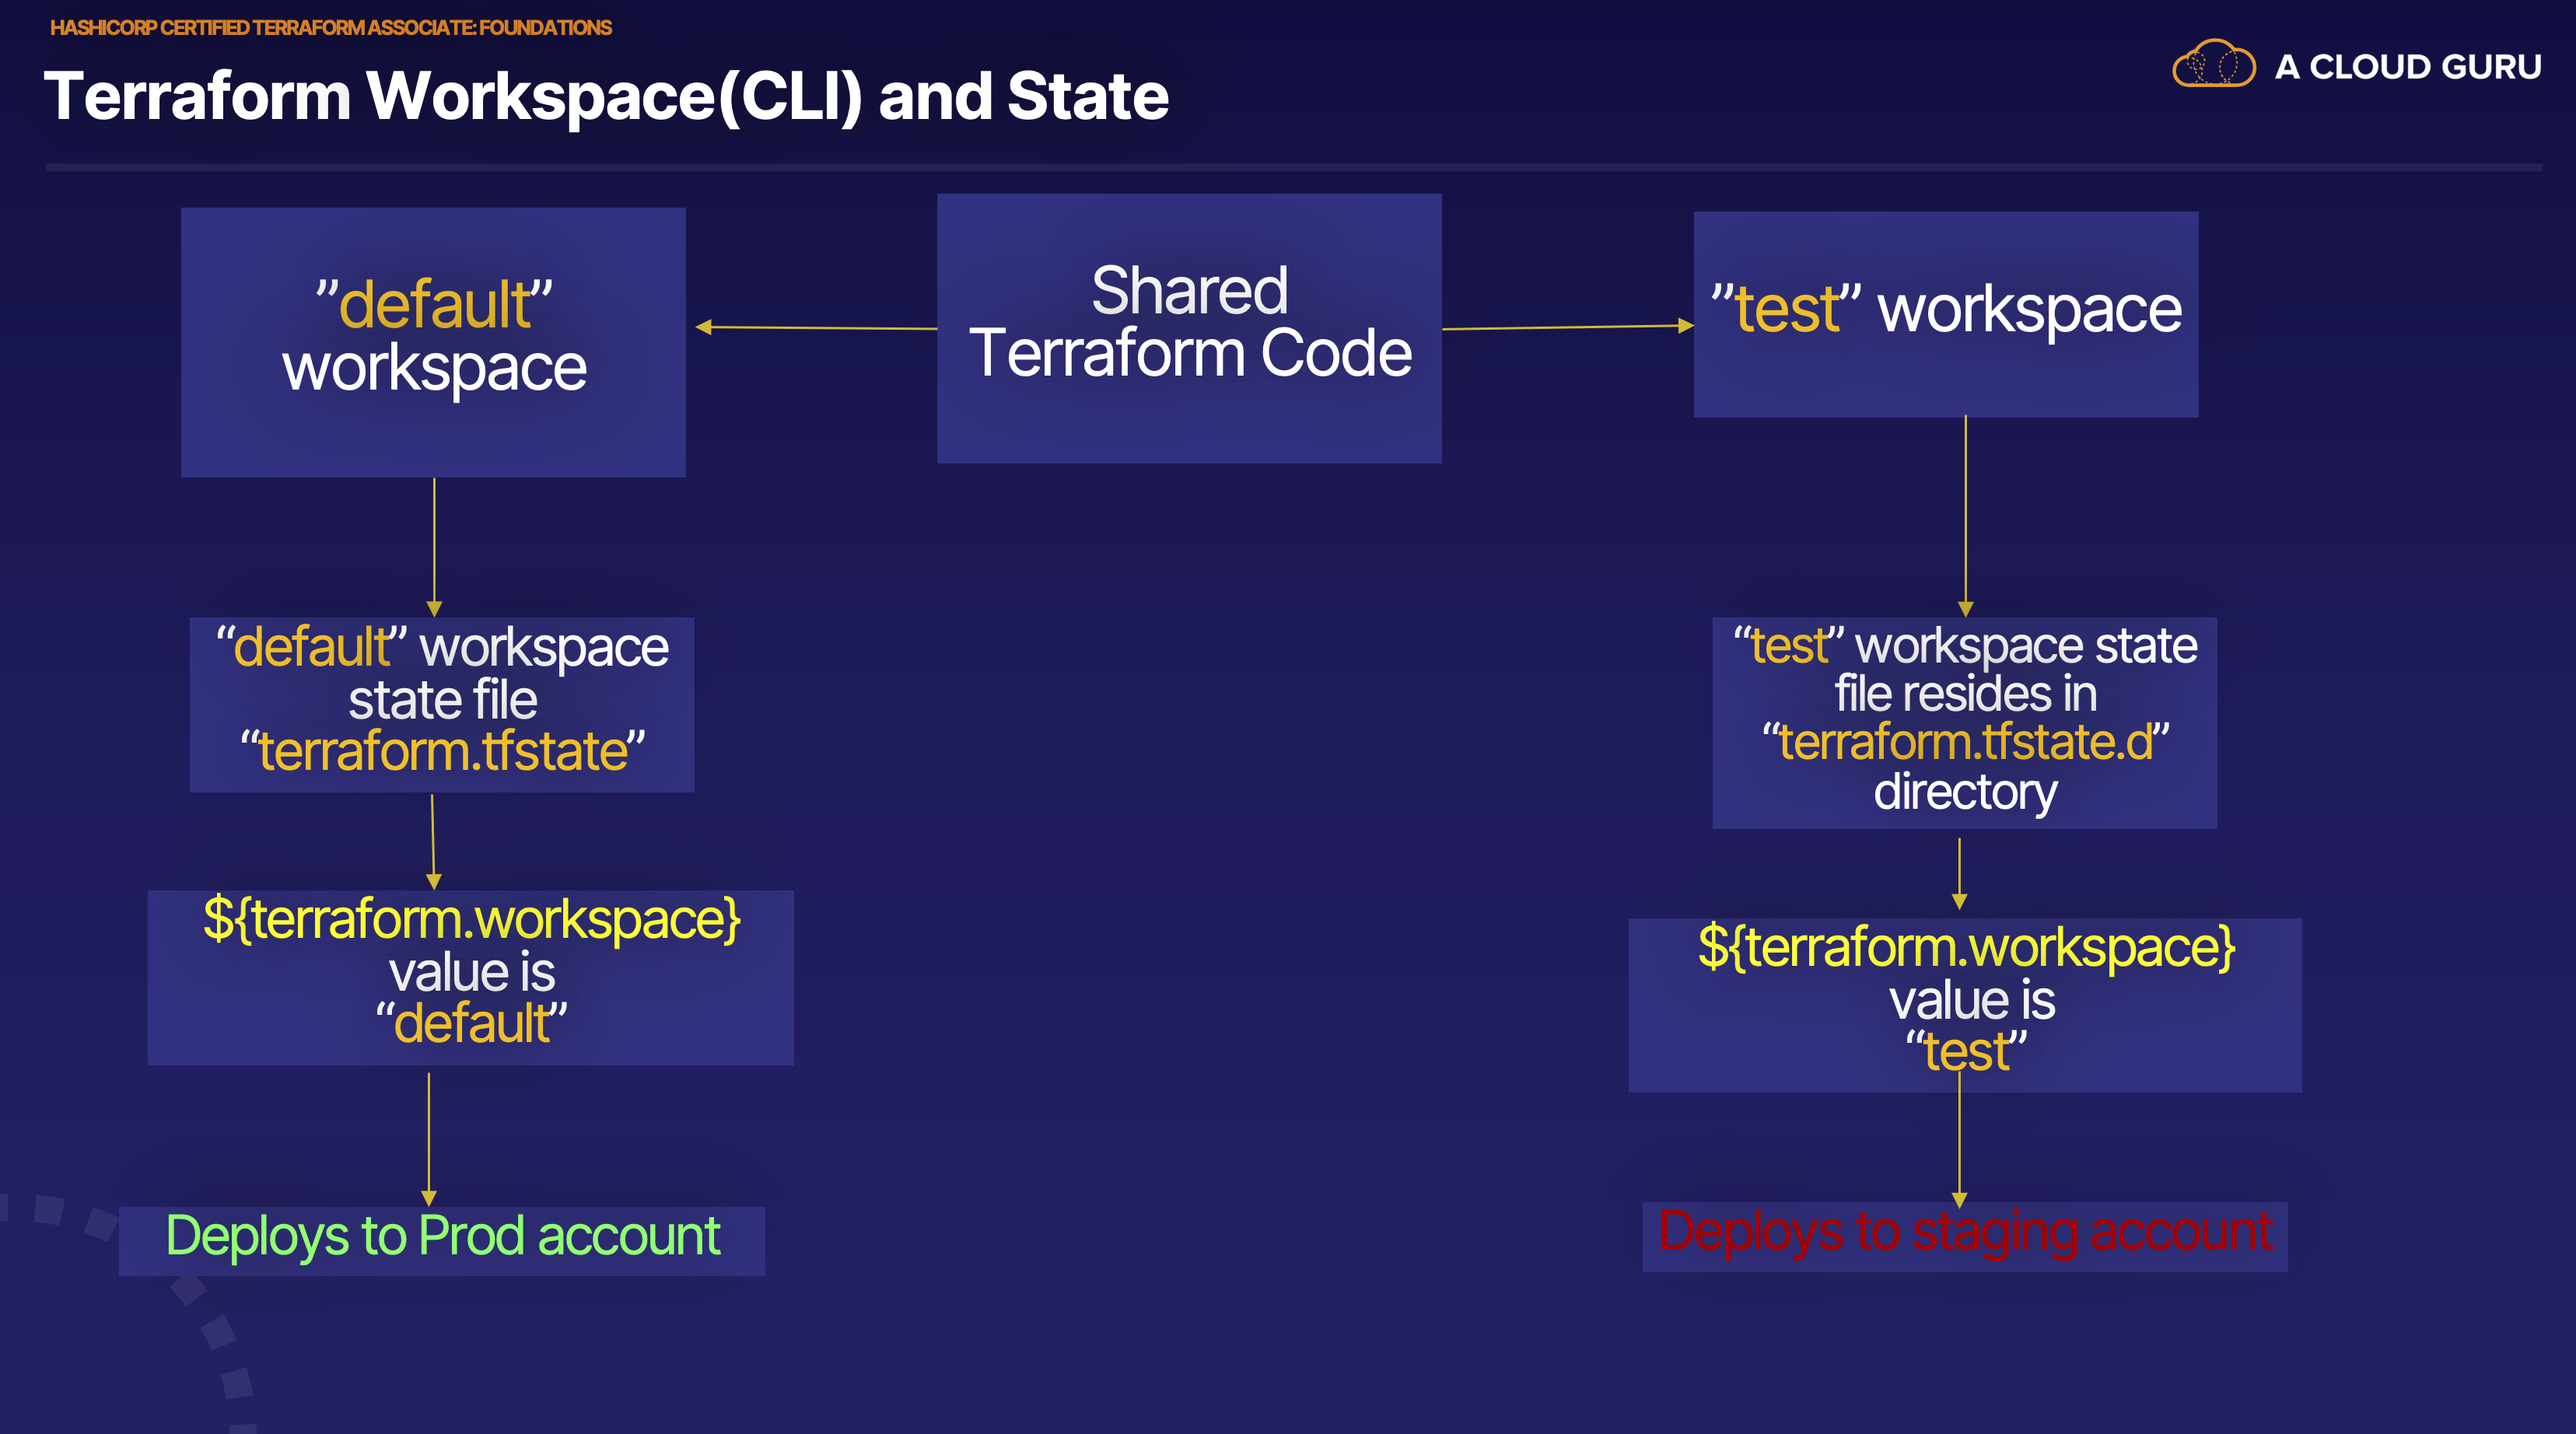 HASHICORP CERTIFIED TERRAFORM ASSOCIATE: FOUNDATIONS
Terraform Workspace(CLI) and State
A CLOUD GURU
”default”
workspace
Shared
Terraform Code
”test” workspace
“default” workspace
state file
“terraform.tfstate”
“test” workspace state
file resides in
“terraform.tfstate.d”
directory
${terraform.workspace}
value is
“default”
${terraform.workspace}
value is
“test”
Deploys to Prod account
Deploys to staging account